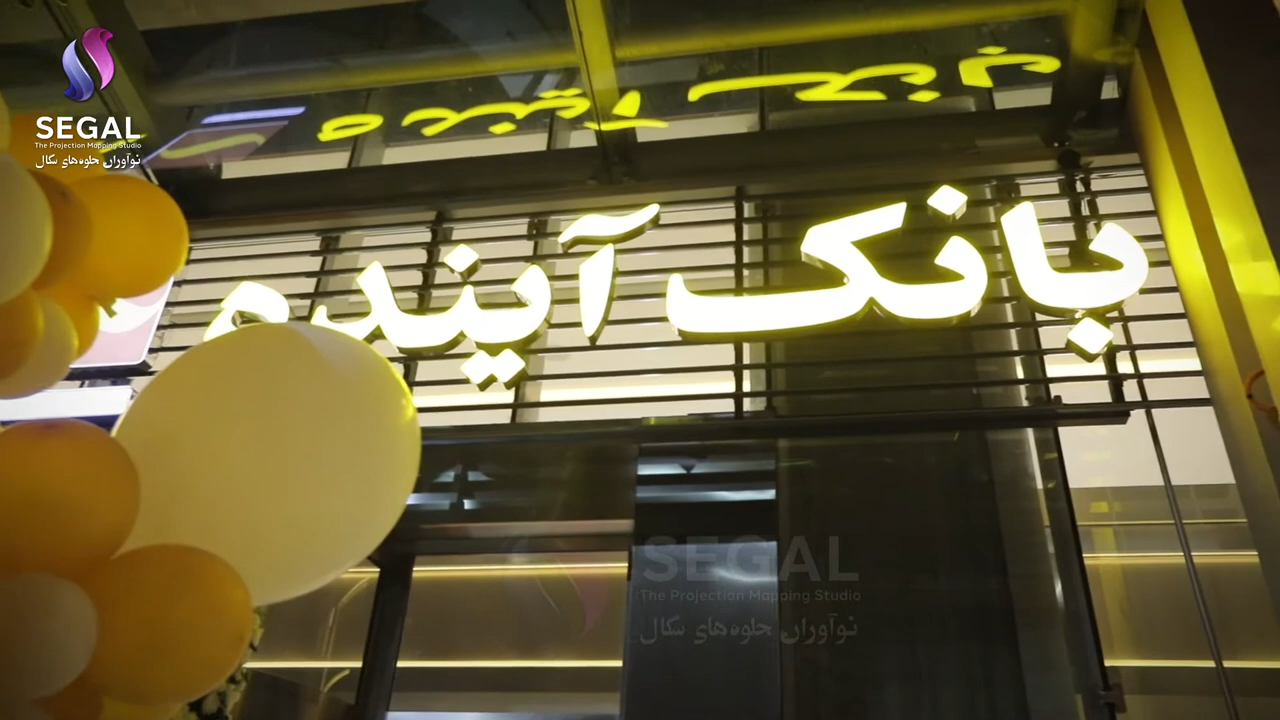 SEGAL
The Projection Mapping Studio
نوآوران جلوه‌های سگال
بانک آینده
SEGAL
The Projection Mapping Studio
نوآوران جلوه‌های سگال